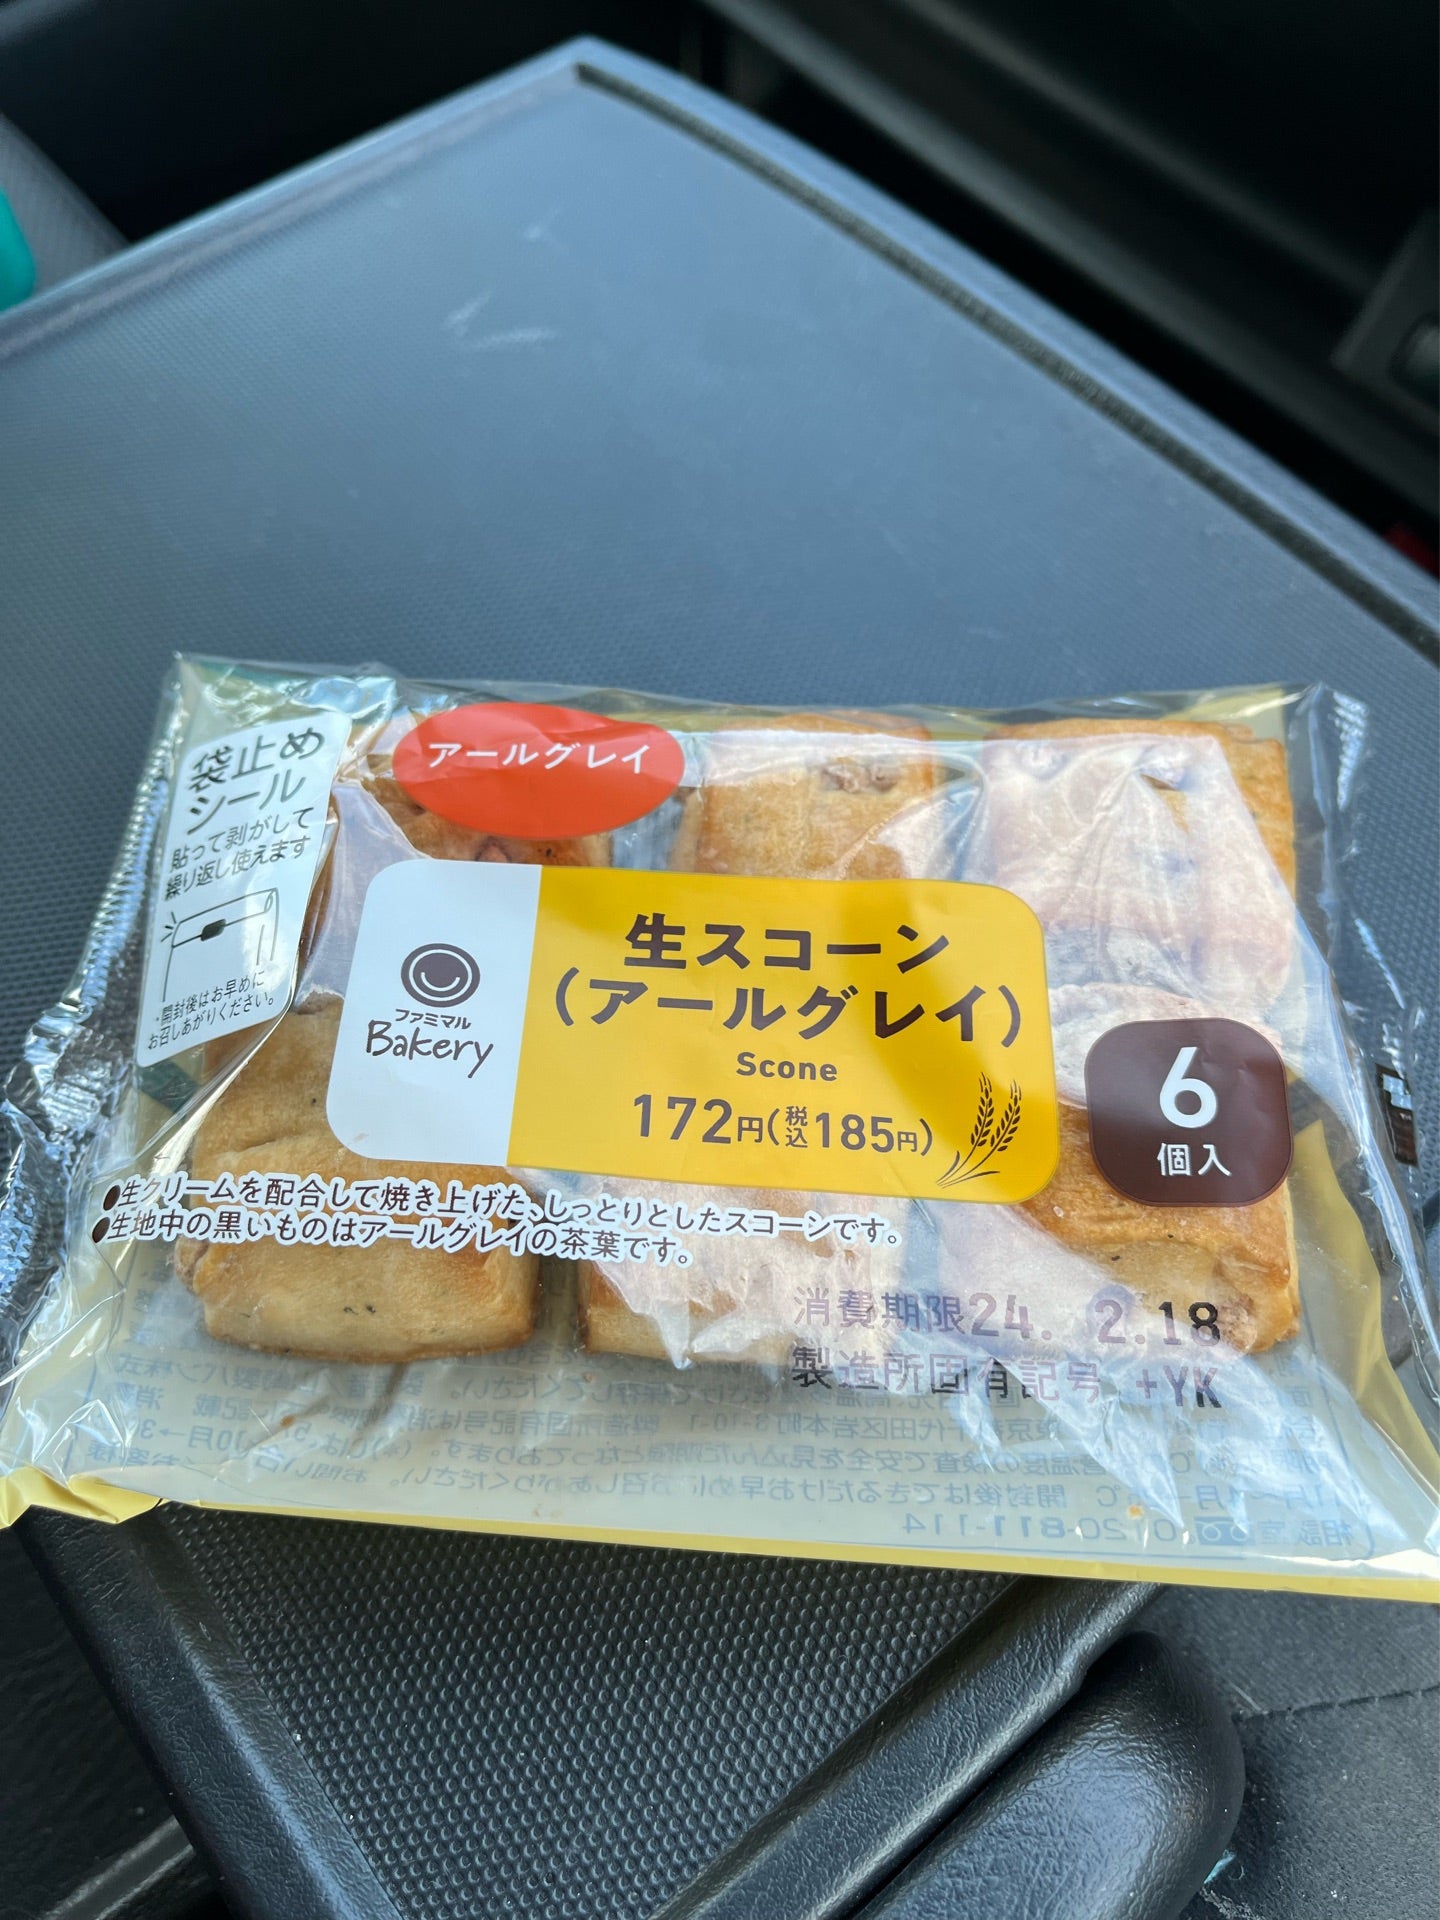 袋止め
シール
貼って剥がして
繰り返し使えます
・開封後はお早めに
お召しあがりください。
アールグレイ
ファミマル
Bakery
生スコーン
(アールグレイ)
Scone
172円(税込185円)
6
個入
●生クリームを配合して焼き上げた、しっとりとしたスコーンです。
●生地中の黒いものはアールグレイの茶葉です。
消費期限24. 2.18
製造所固有記号 +YK